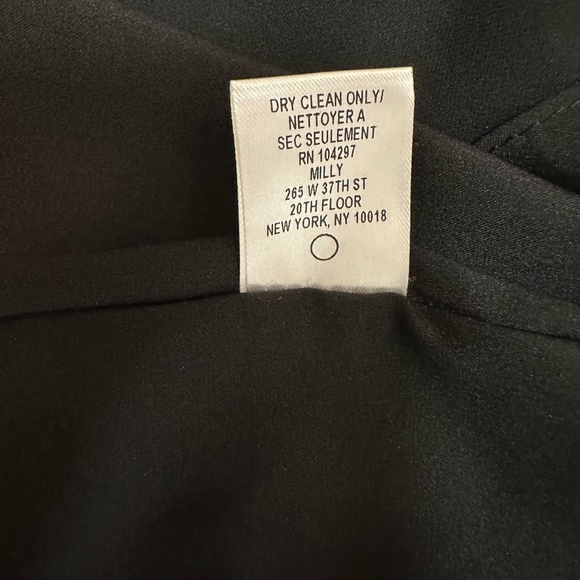 DRY CLEAN ONLY/
NETTOYER A
SEC SEULEMENT
RN 104297
MILLY
265 W 37TH ST
20TH FLOOR
NEW YORK, NY 10018